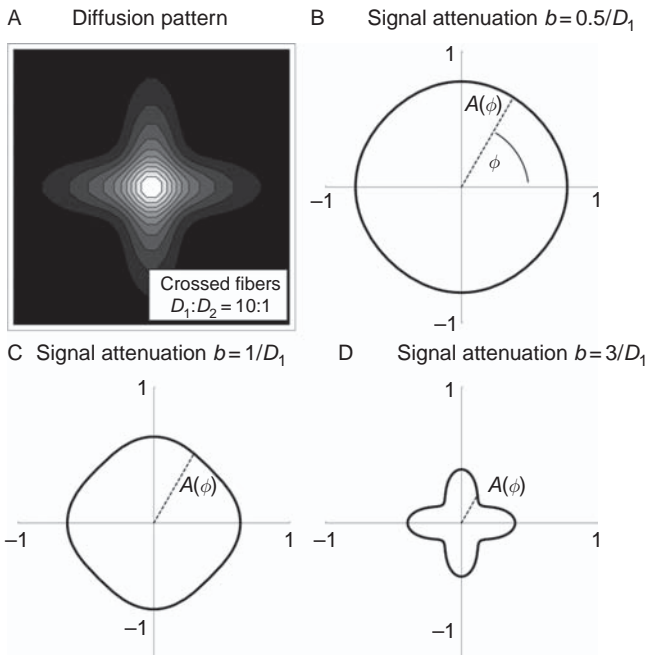 A Diffusion pattern
Crossed fibers
D₁:D₂ = 10:1
B Signal attenuation b = 0.5/D₁
1
A(ϕ)
ϕ
−1
1
−1
C Signal attenuation b = 1/D₁
1
A(ϕ)
−1
1
−1
D Signal attenuation b = 3/D₁
1
A(ϕ)
−1
1
−1